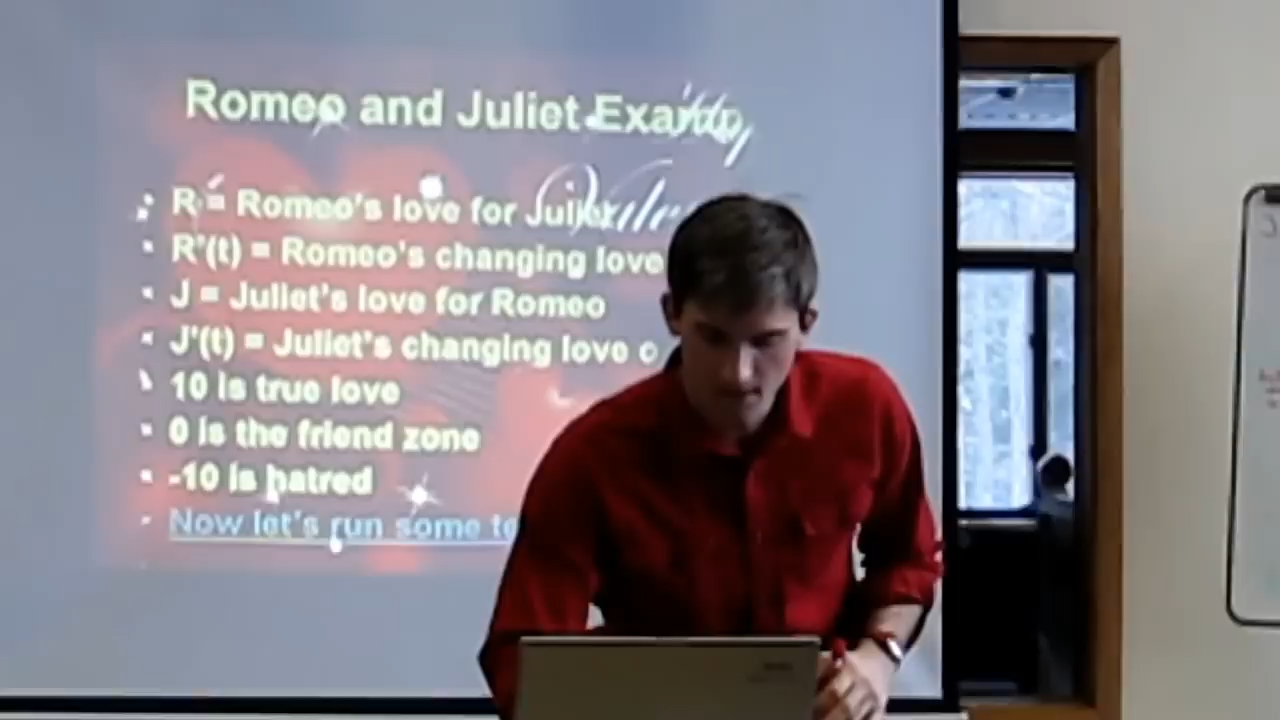 Romeo and Juliet
R = Romeo's love for Juliet
R'(t) = Romeo's changing love
J = Juliet's love for Romeo
J'(t) = Juliet's changing love
10 is true love
0 is the friend zone
-10 is hatred
Now let's run some